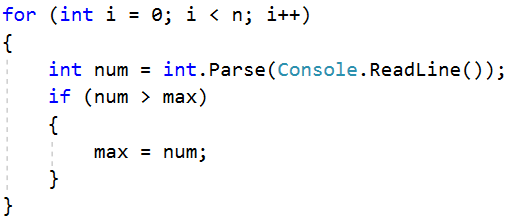 for (int i = 0; i < n; i++)
{
    int num = int.Parse(Console.ReadLine());
    if (num > max)
    {
        max = num;
    }
}